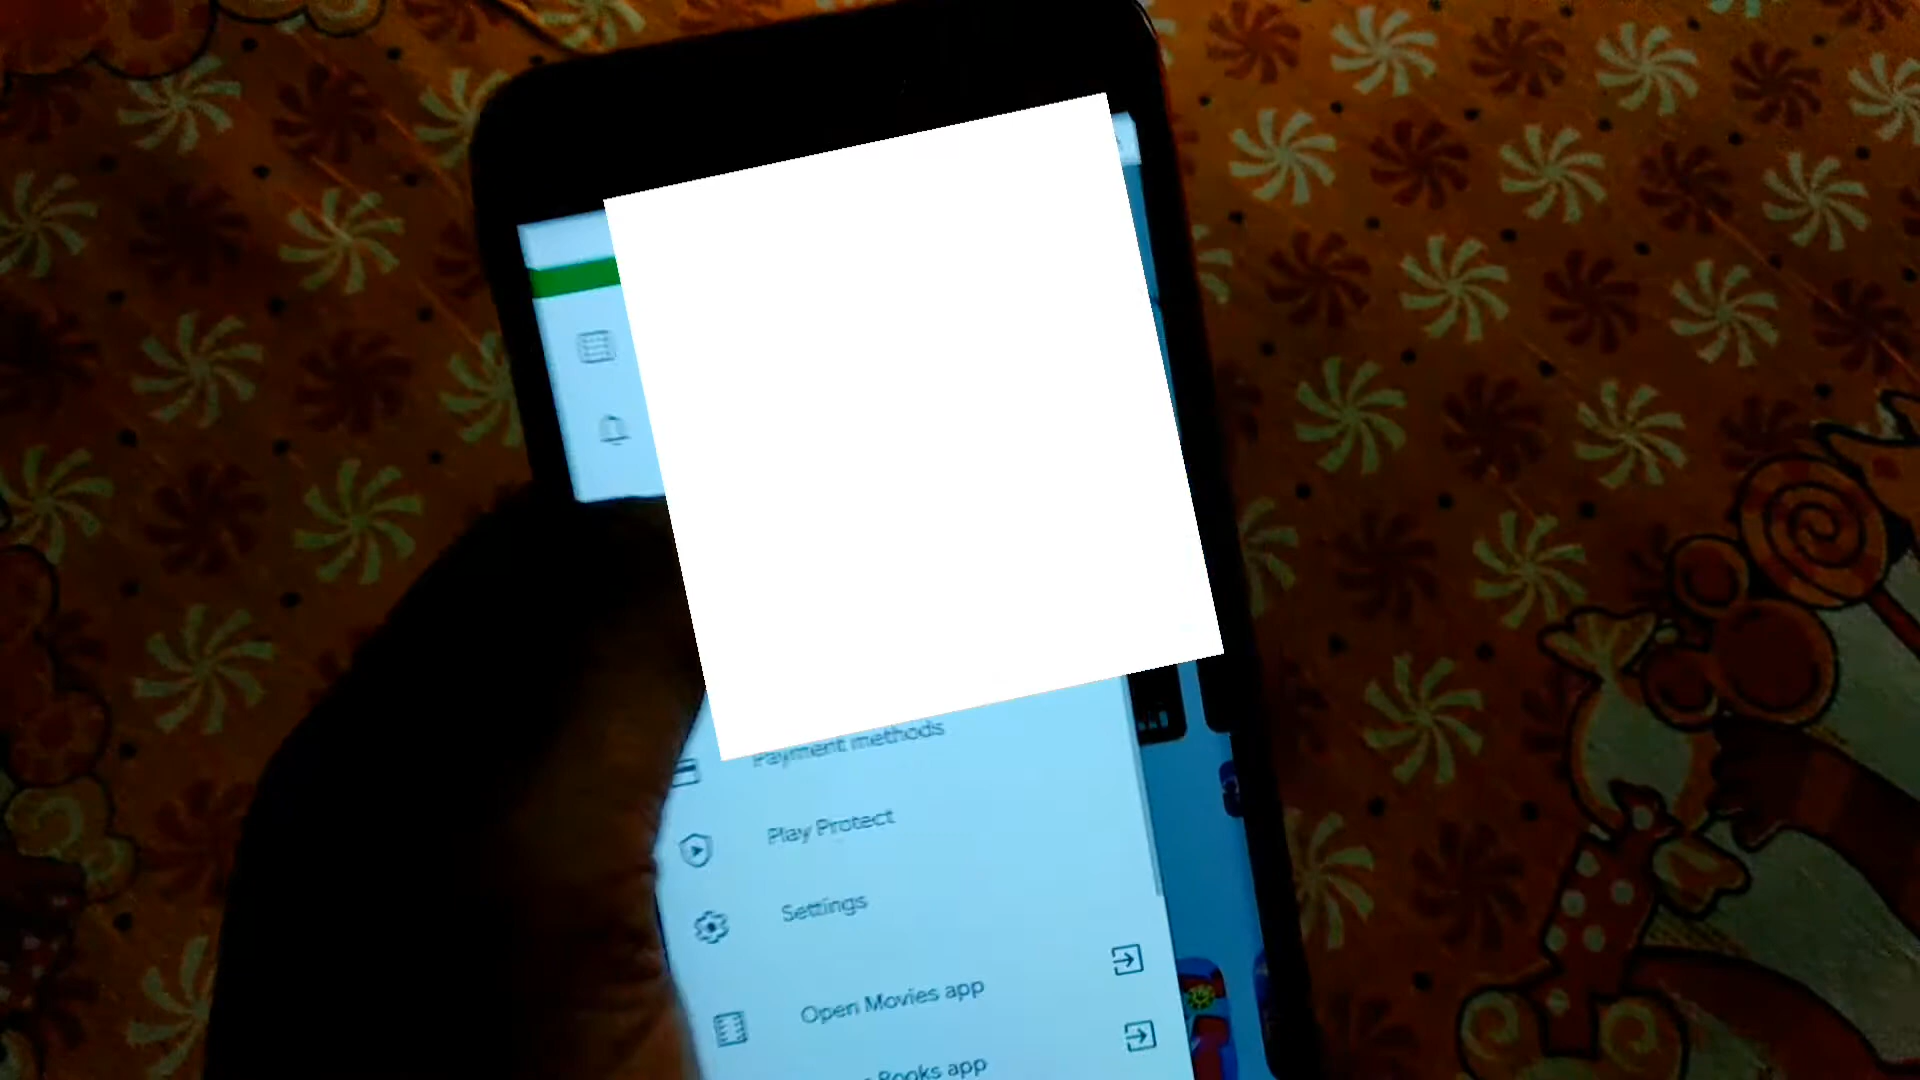 Payment methods
Play Protect
Settings
Open Movies app
Books app